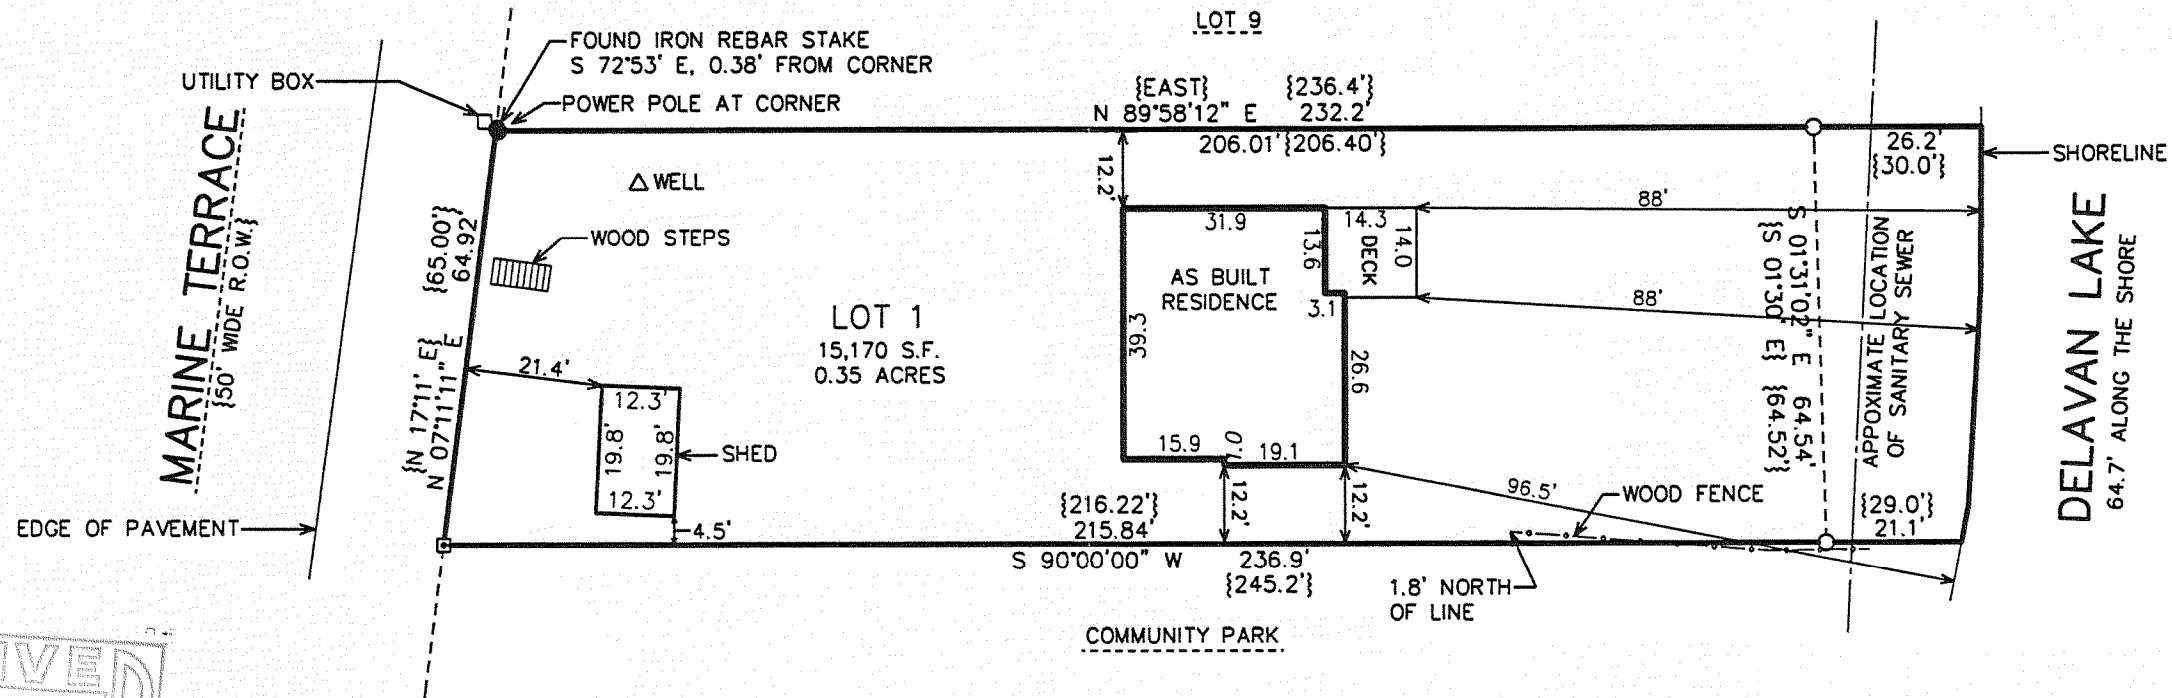 LOT 9
FOUND IRON REBAR STAKE
S 72°53' E, 0.38' FROM CORNER
UTILITY BOX
POWER POLE AT CORNER
{EAST} {236.4'}
N 89°58'12" E 232.2'
206.01' {206.40'}
26.2'
{30.0'}
SHORELINE
MARINE TERRACE
{50' WIDE R.O.W.}
WELL
WOOD STEPS
{65.00'}
64.92'
{N 17°11' E}
N 07°11'11" E
EDGE OF PAVEMENT
21.4'
12.3'
19.8'
19.8'
12.3'
SHED
4.5'
LOT 1
15,170 S.F.
0.35 ACRES
12.2'
31.9
14.3
14.0
DECK
13.6
AS BUILT
RESIDENCE
3.1
39.3
26.6
15.9
1.0
19.1
12.2'
12.2'
88'
88'
96.5'
S 01°31'02" E 64.54'
{S 01°30' E} {64.52'}
APPOXIMATE LOCATION
OF SANITARY SEWER
DELAVAN LAKE
64.7' ALONG THE SHORE
WOOD FENCE
{29.0'}
21.1'
{216.22'}
215.84'
S 90°00'00" W 236.9'
{245.2'}
1.8' NORTH
OF LINE
COMMUNITY PARK